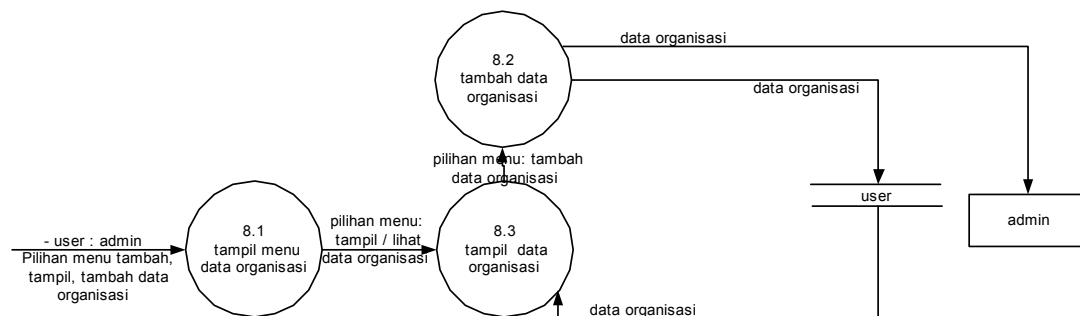 data organisasi
8.2
tambah data
organisasi
data organisasi
pilihan menu: tambah
data organisasi
user
admin
- user : admin
Pilihan menu tambah,
tampil, tambah data
organisasi
8.1
tampil menu
data organisasi
pilihan menu:
tampil / lihat
data organisasi
8.3
tampil data
organisasi
data organisasi